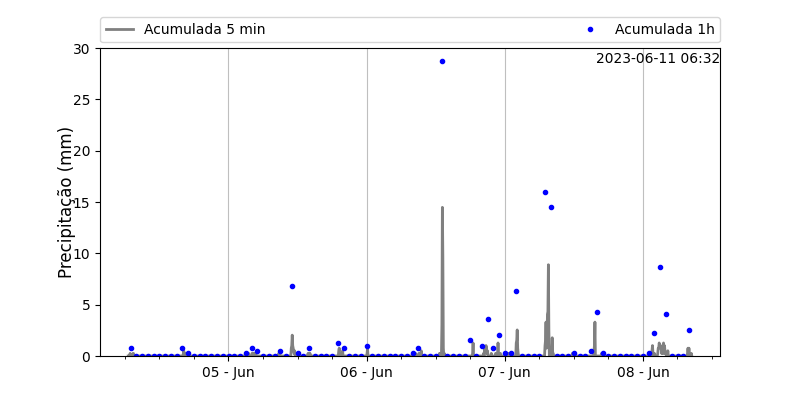 Acumulada 5 min
Acumulada 1h
2023-06-11 06:32
Precipitação (mm)
30
25
20
15
10
5
0
05 - Jun
06 - Jun
07 - Jun
08 - Jun